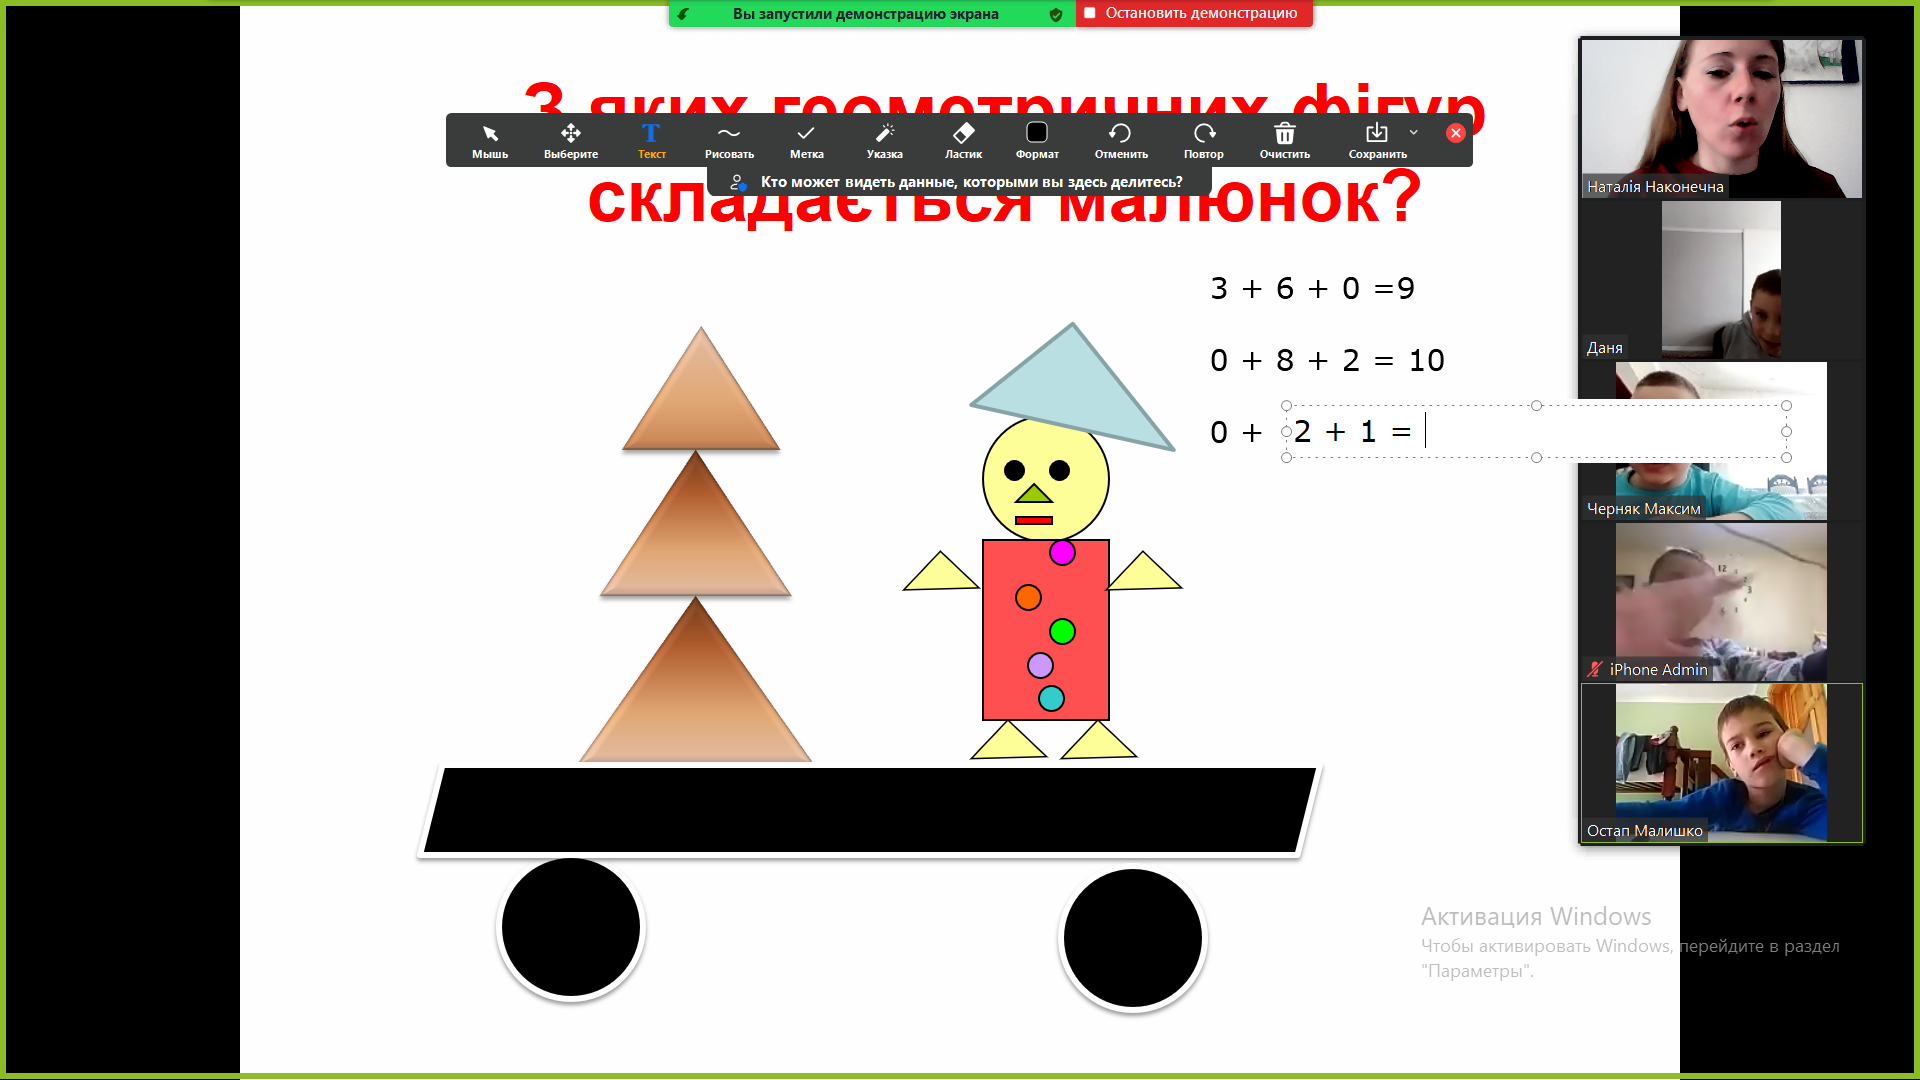 Вы запустили демонстрацию экрана
Остановить демонстрацию
З яких геометричних фігур
Мышь
Выберите
Текст
Рисовать
Метка
Указка
Ластик
Формат
Отменить
Повтор
Очистить
Сохранить
Кто может видеть данные, которыми вы здесь делитесь?
складається малюнок?
3 + 6 + 0 =9
0 + 8 + 2 = 10
0 + 2 + 1 =
Наталія Наконечна
Даня
Черняк Максим
iPhone Admin
Остап Малишко
Активация Windows
Чтобы активировать Windows, перейдите в раздел
"Параметры".